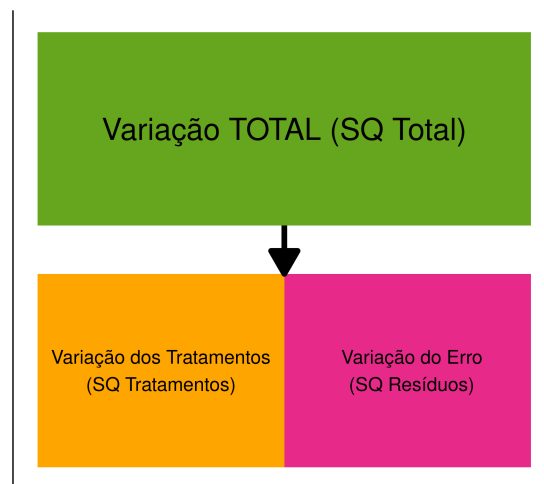 Variação TOTAL (SQ Total)
Variação dos Tratamentos
(SQ Tratamentos)
Variação do Erro
(SQ Resíduos)